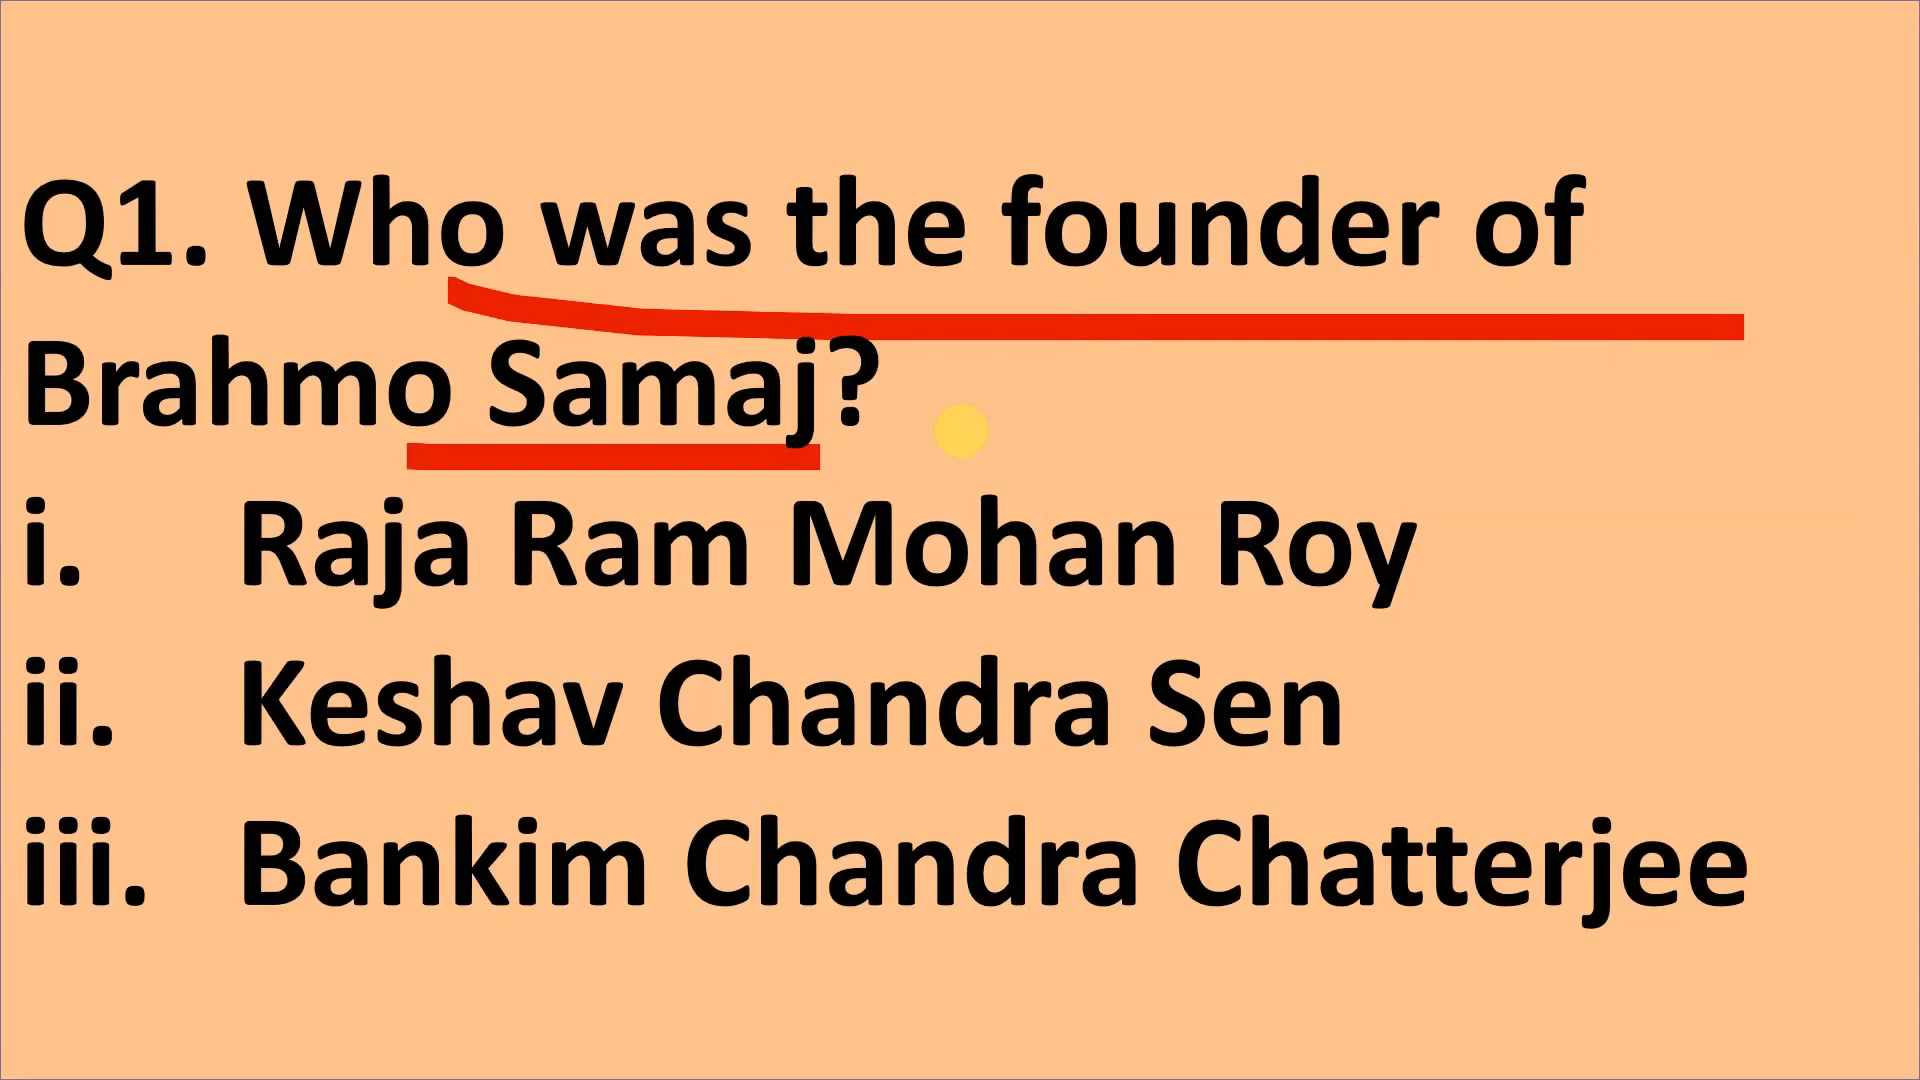 Q1. Who was the founder of
Brahmo Samaj?
i. Raja Ram Mohan Roy
ii. Keshav Chandra Sen
iii. Bankim Chandra Chatterjee